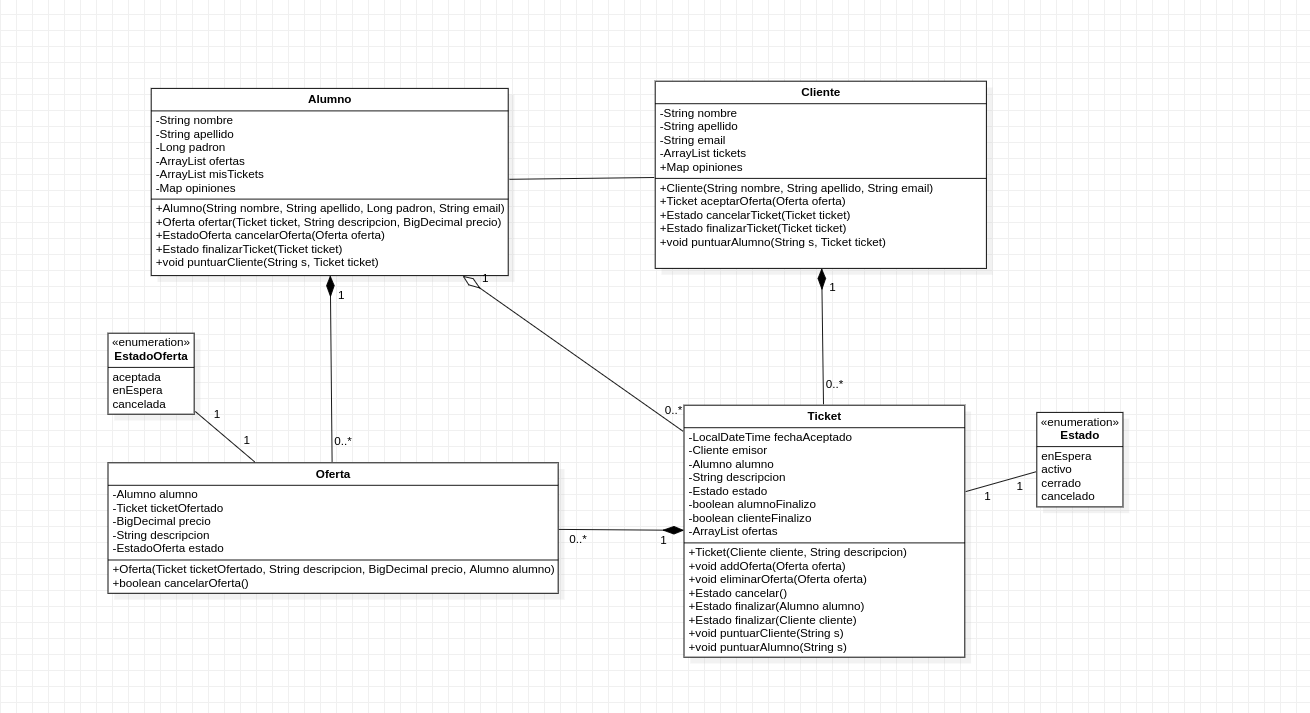 Alumno
-String nombre
-String apellido
-Long padron
-ArrayList ofertas
-ArrayList misTickets
-Map opiniones
+Alumno(String nombre, String apellido, Long padron, String email)
+Oferta ofertar(Ticket ticket, String descripcion, BigDecimal precio)
+EstadoOferta cancelarOferta(Oferta oferta)
+Estado finalizarTicket(Ticket ticket)
+void puntuarCliente(String s, Ticket ticket)
Cliente
-String nombre
-String apellido
-String email
-ArrayList tickets
+Map opiniones
+Cliente(String nombre, String apellido, String email)
+Ticket aceptarOferta(Oferta oferta)
+Estado cancelarTicket(Ticket ticket)
+Estado finalizarTicket(Ticket ticket)
+void puntuarAlumno(String s, Ticket ticket)
1
1
1
«enumeration»
EstadoOferta
aceptada
enEspera
cancelada
1
1
0..*
0..*
0..*
Oferta
-Alumno alumno
-Ticket ticketOfertado
-BigDecimal precio
-String descripcion
-EstadoOferta estado
+Oferta(Ticket ticketOfertado, String descripcion, BigDecimal precio, Alumno alumno)
+boolean cancelarOferta()
0..*
1
Ticket
-LocalDateTime fechaAceptado
-Cliente emisor
-Alumno alumno
-String descripcion
-Estado estado
-boolean alumnoFinalizo
-boolean clienteFinalizo
-ArrayList ofertas
+Ticket(Cliente cliente, String descripcion)
+void addOferta(Oferta oferta)
+void eliminarOferta(Oferta oferta)
+Estado cancelar()
+Estado finalizar(Alumno alumno)
+Estado finalizar(Cliente cliente)
+void puntuarCliente(String s)
+void puntuarAlumno(String s)
1
1
«enumeration»
Estado
enEspera
activo
cerrado
cancelado